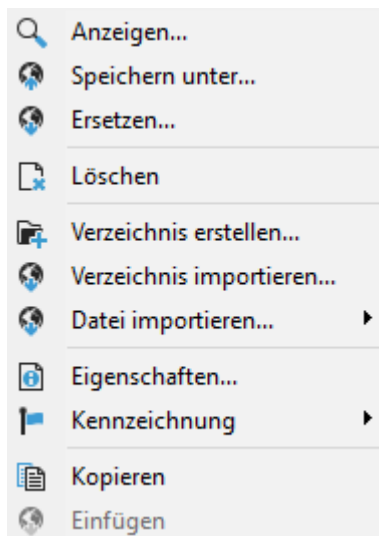 Anzeigen...
Speichern unter...
Ersetzen...
Löschen
Verzeichnis erstellen...
Verzeichnis importieren...
Datei importieren...
Eigenschaften...
Kennzeichnung
Kopieren
Einfügen